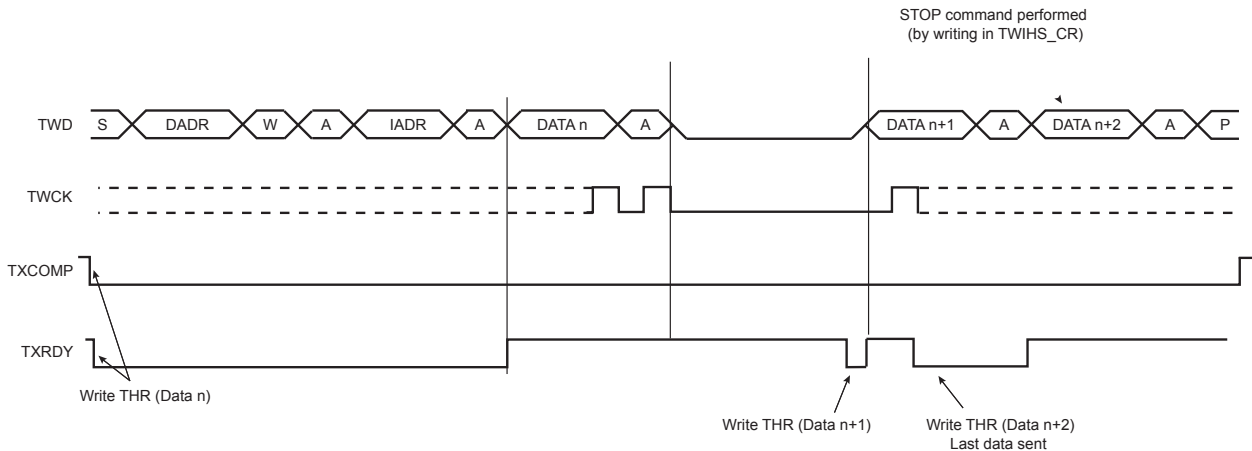 STOP command performed
(by writing in TWIHS_CR)
TWD S DADR W A IADR A DATA n A DATA n+1 A DATA n+2 A P
TWCK
TXCOMP
TXRDY
Write THR (Data n)
Write THR (Data n+1)
Write THR (Data n+2)
Last data sent